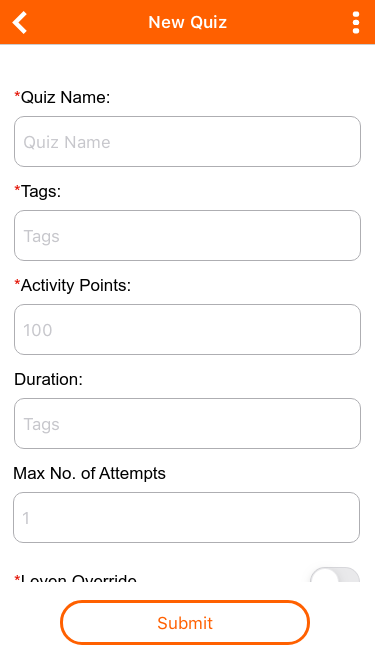 New Quiz
*Quiz Name:
Quiz Name
*Tags:
Tags
*Activity Points:
100
Duration:
Tags
Max No. of Attempts
1
*Leven Override
Submit